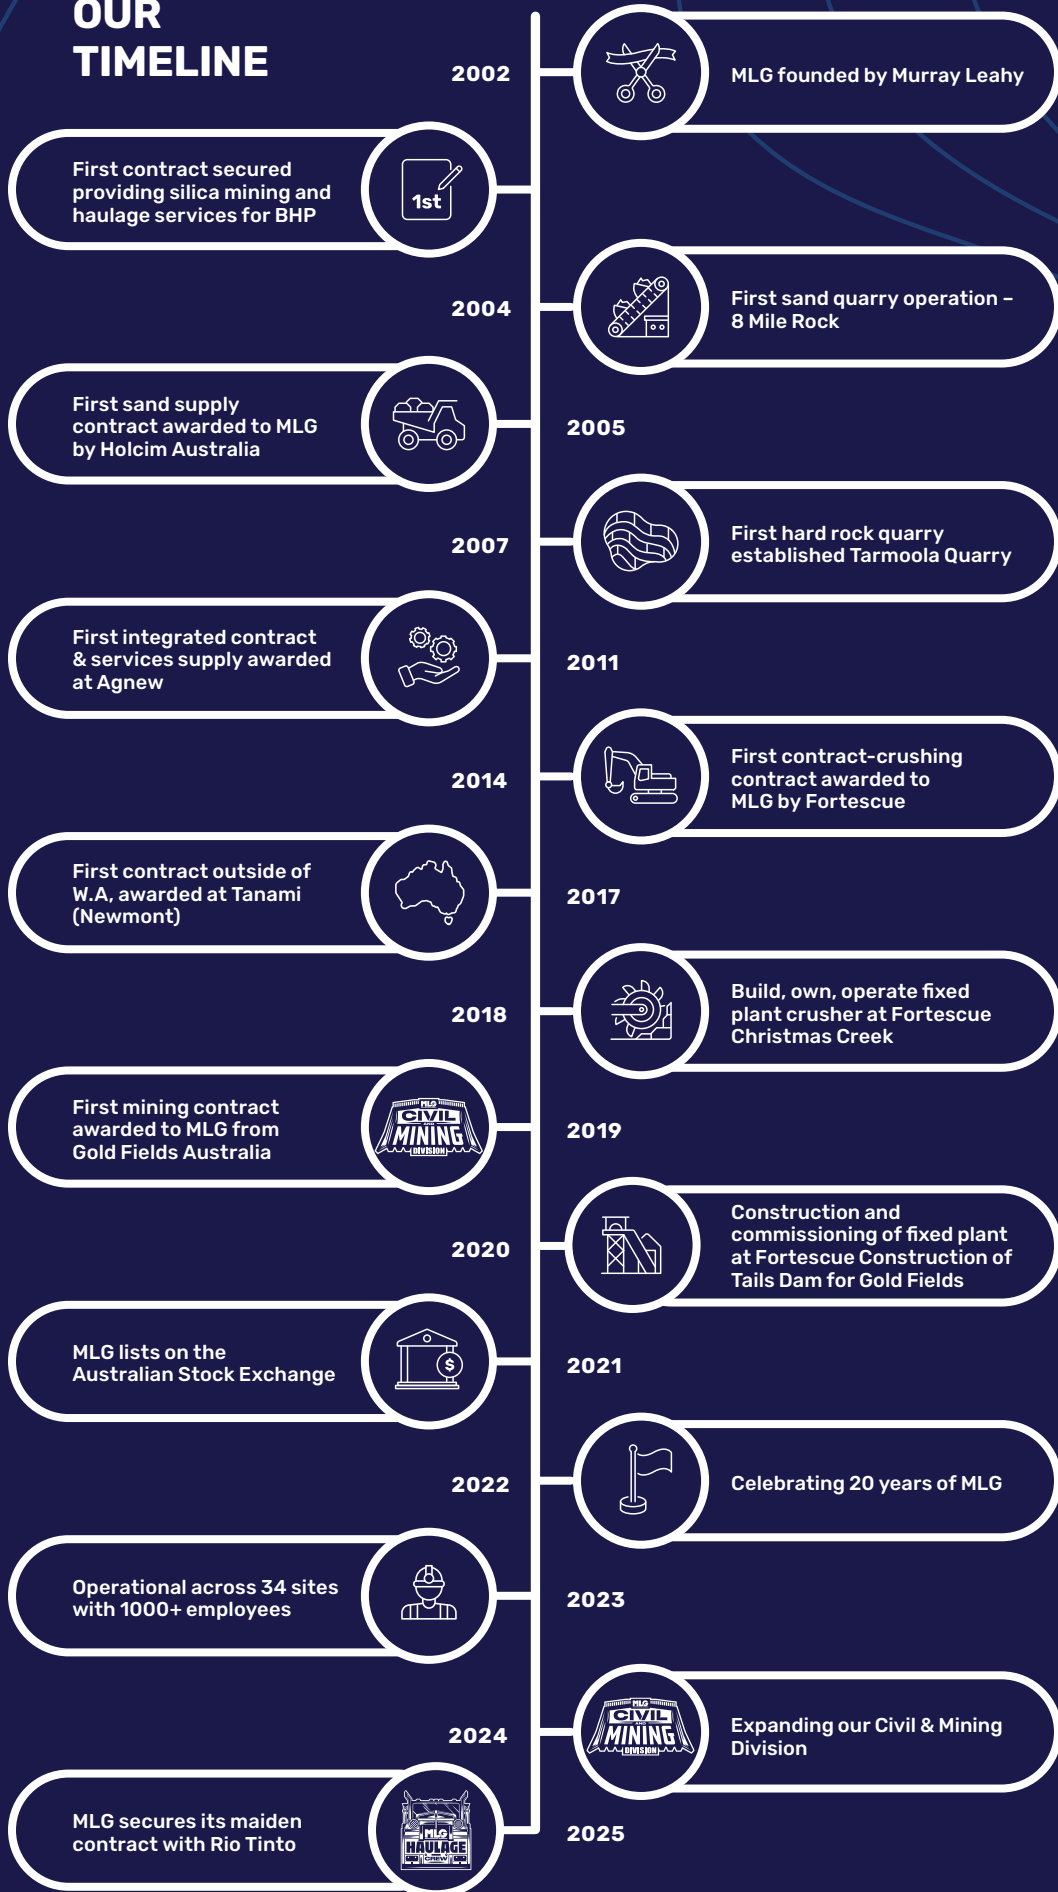 OUR
TIMELINE
2002
MLG founded by Murray Leahy
First contract secured
providing silica mining and
haulage services for BHP
1st
2004
First sand quarry operation –
8 Mile Rock
First sand supply
contract awarded to MLG
by Holcim Australia
2005
2007
First hard rock quarry
established Tarmoola Quarry
First integrated contract
& services supply awarded
at Agnew
2011
2014
First contract-crushing
contract awarded to
MLG by Fortescue
First contract outside of
W.A, awarded at Tanami
(Newmont)
2017
2018
Build, own, operate fixed
plant crusher at Fortescue
Christmas Creek
First mining contract
awarded to MLG from
Gold Fields Australia
MLG
CIVIL
AND
MINING
DIVISION
2019
2020
Construction and
commissioning of fixed plant
at Fortescue Construction of
Tails Dam for Gold Fields
MLG lists on the
Australian Stock Exchange
$
2021
2022
Celebrating 20 years of MLG
Operational across 34 sites
with 1000+ employees
2023
2024
MLG
CIVIL
AND
MINING
DIVISION
Expanding our Civil & Mining
Division
MLG secures its maiden
contract with Rio Tinto
MLG
HAULAGE
CREW
2025